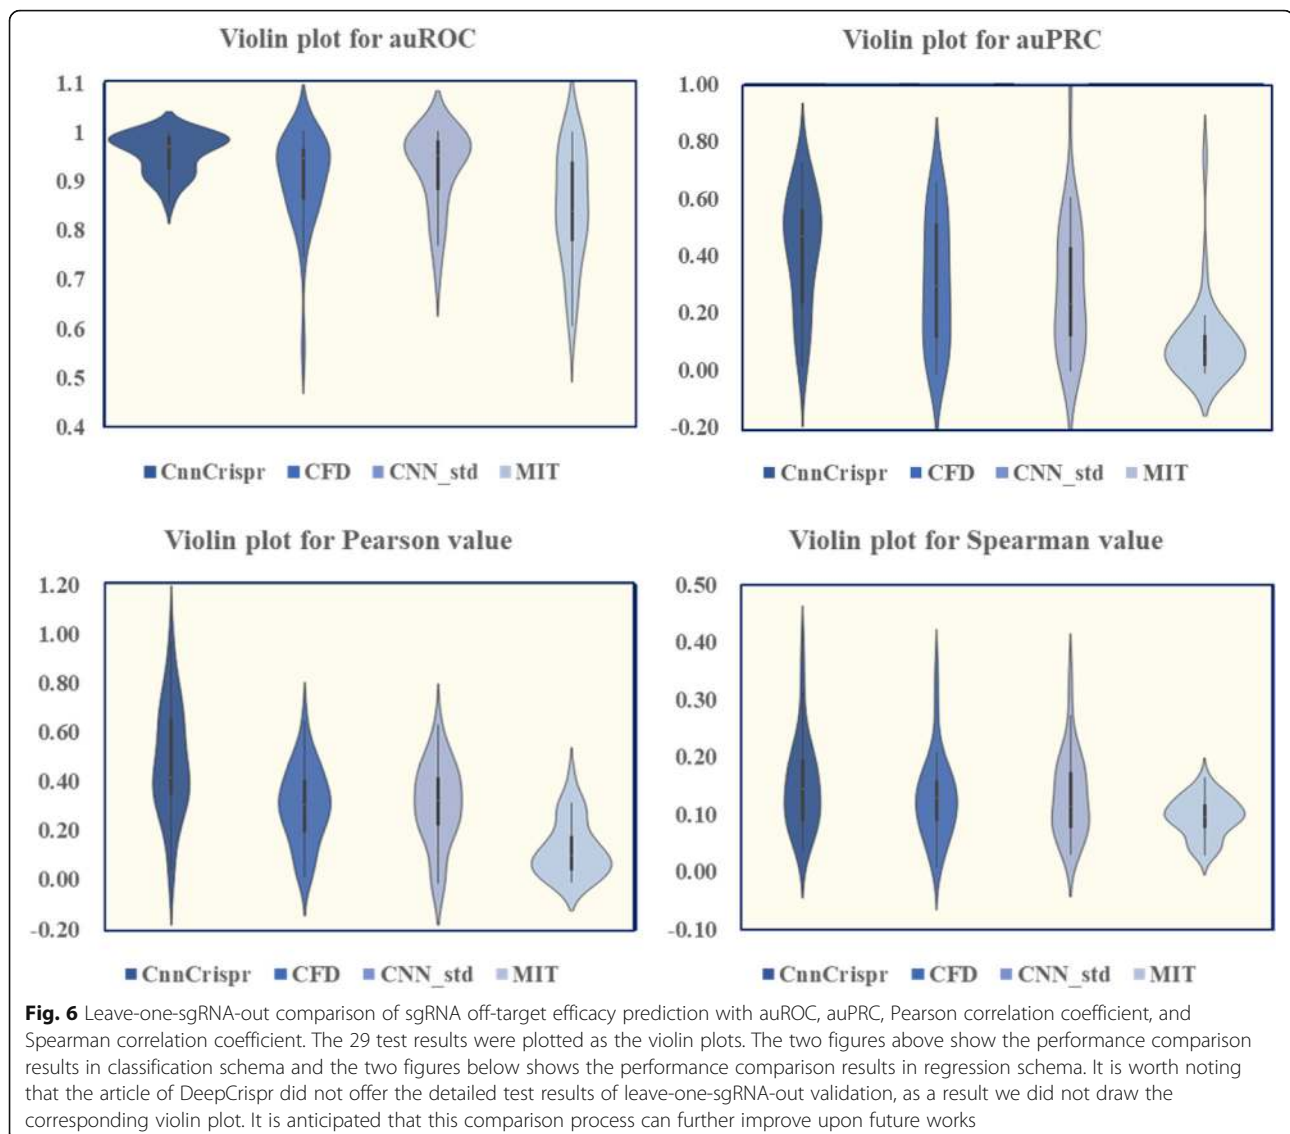 Violin plot for auROC
1.1
1
0.9
0.8
0.7
0.6
0.5
0.4
CnnCrispr CFD CNN_std MIT
Violin plot for auPRC
1.00
0.80
0.60
0.40
0.20
0.00
-0.20
CnnCrispr CFD CNN_std MIT
Violin plot for Pearson value
1.20
1.00
0.80
0.60
0.40
0.20
0.00
-0.20
CnnCrispr CFD CNN_std MIT
Violin plot for Spearman value
0.50
0.40
0.30
0.20
0.10
0.00
-0.10
CnnCrispr CFD CNN_std MIT
Fig. 6 Leave-one-sgRNA-out comparison of sgRNA off-target efficacy prediction with auROC, auPRC, Pearson correlation coefficient, and
Spearman correlation coefficient. The 29 test results were plotted as the violin plots. The two figures above show the performance comparison
results in classification schema and the two figures below shows the performance comparison results in regression schema. It is worth noting
that the article of DeepCrispr did not offer the detailed test results of leave-one-sgRNA-out validation, as a result we did not draw the
corresponding violin plot. It is anticipated that this comparison process can further improve upon future works